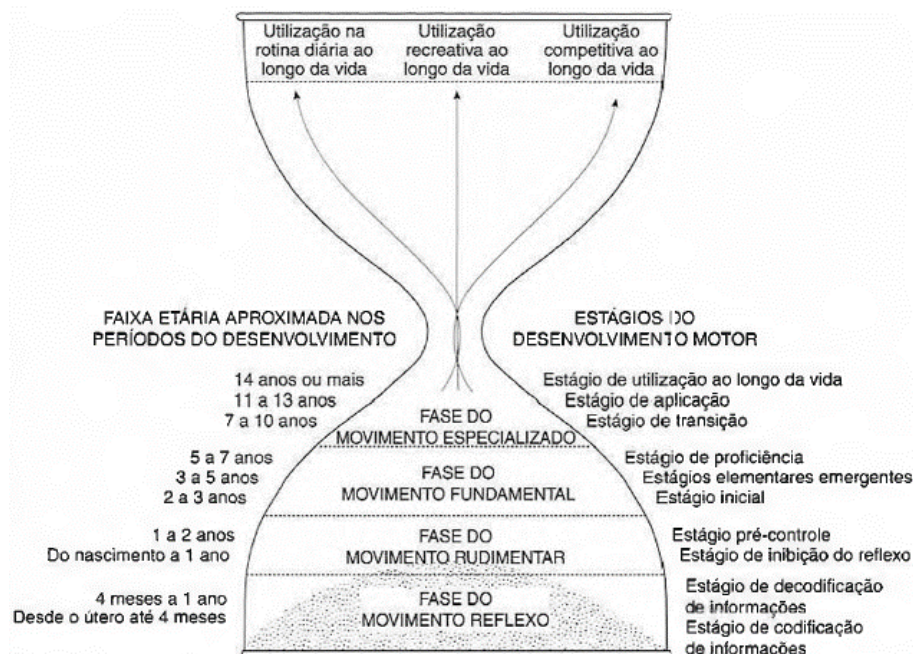 Utilização na rotina diária ao longo da vida
Utilização recreativa ao longo da vida
Utilização competitiva ao longo da vida
FAIXA ETÁRIA APROXIMADA NOS
PERÍODOS DO DESENVOLVIMENTO
ESTÁGIOS DO
DESENVOLVIMENTO MOTOR
14 anos ou mais
11 a 13 anos
7 a 10 anos
FASE DO
MOVIMENTO ESPECIALIZADO
Estágio de utilização ao longo da vida
Estágio de aplicação
Estágio de transição
5 a 7 anos
3 a 5 anos
2 a 3 anos
FASE DO
MOVIMENTO FUNDAMENTAL
Estágio de proficiência
Estágios elementares emergentes
Estágio inicial
1 a 2 anos
Do nascimento a 1 ano
FASE DO
MOVIMENTO RUDIMENTAR
Estágio pré-controle
Estágio de inibição do reflexo
4 meses a 1 ano
Desde o útero até 4 meses
FASE DO
MOVIMENTO REFLEXO
Estágio de decodificação
de informações
Estágio de codificação
de informações